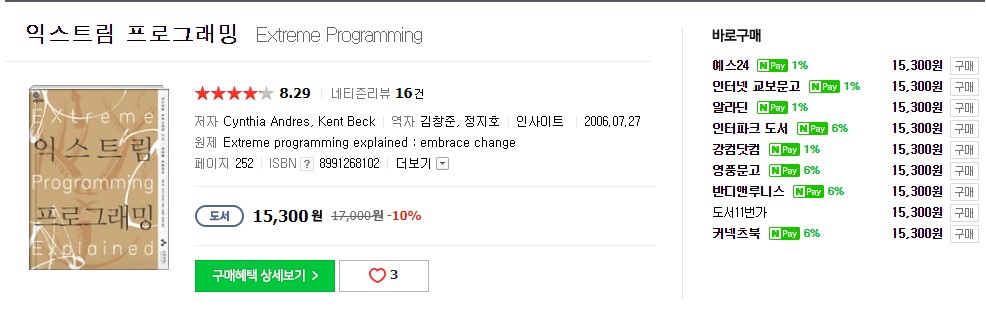 익스트림 프로그래밍 Extreme Programming
8.29 네티즌리뷰 16건
저자 Cynthia Andres, Kent Beck 역자 김창준, 정지호 인사이트 2006.07.27
원제 Extreme programming explained : embrace change
페이지 252 ISBN ? 8991268102 더보기
도서 15,300원 17,000원 -10%
구매혜택 상세보기 >
3
Extreme
익스트림
Programming
프로그래밍
Explained
바로구매
예스24 N Pay 1% 15,300원 구매
인터넷 교보문고 N Pay 1% 15,300원 구매
알라딘 N Pay 1% 15,300원 구매
인터파크 도서 N Pay 6% 15,300원 구매
강컴닷컴 N Pay 1% 15,300원 구매
영풍문고 N Pay 6% 15,300원 구매
반디앤루니스 N Pay 6% 15,300원 구매
도서11번가 15,300원 구매
커넥츠북 N Pay 6% 15,300원 구매